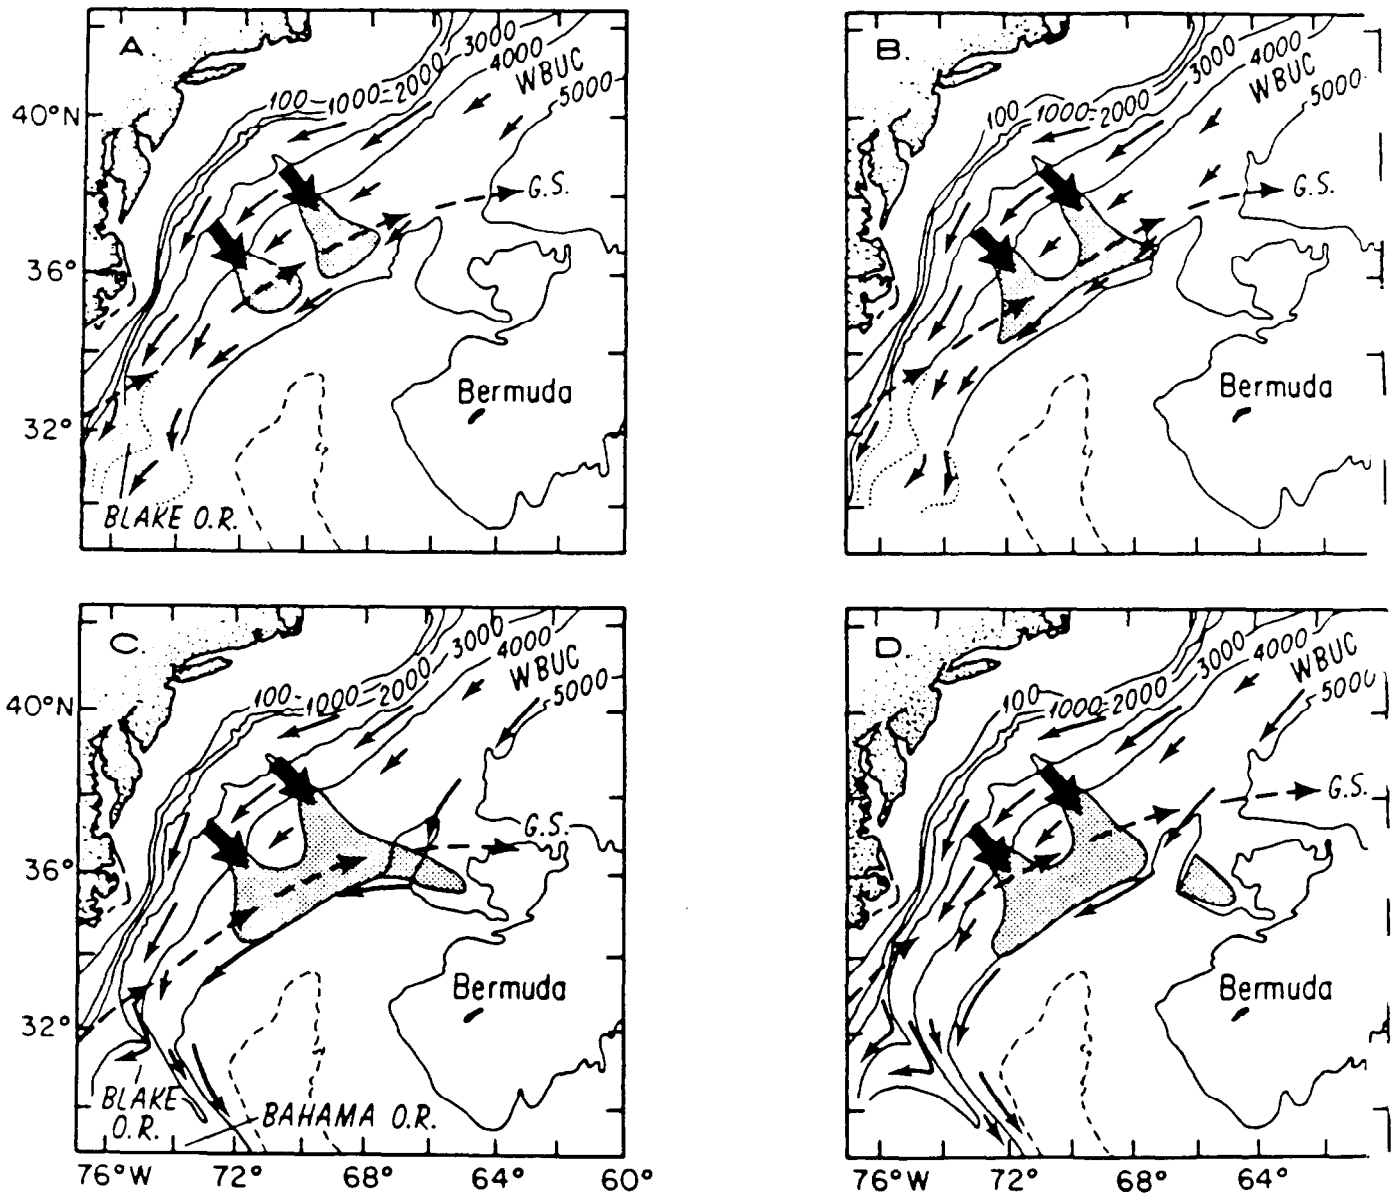 A
100 1000 2000 3000
4000
WBUC
5000
40°N
G.S.
36°
Bermuda
32°
BLAKE O.R.
B
100 1000 2000 3000
4000
WBUC
5000
G.S.
Bermuda
C
100 1000 2000 3000
4000
WBUC
5000
40°N
G.S.
36°
Bermuda
32°
BLAKE
O.R.
BAHAMA O.R.
76°W 72° 68° 64° 60°
D
100 1000 2000 3000
4000
WBUC
5000
G.S.
Bermuda
76°W 72° 68° 64°